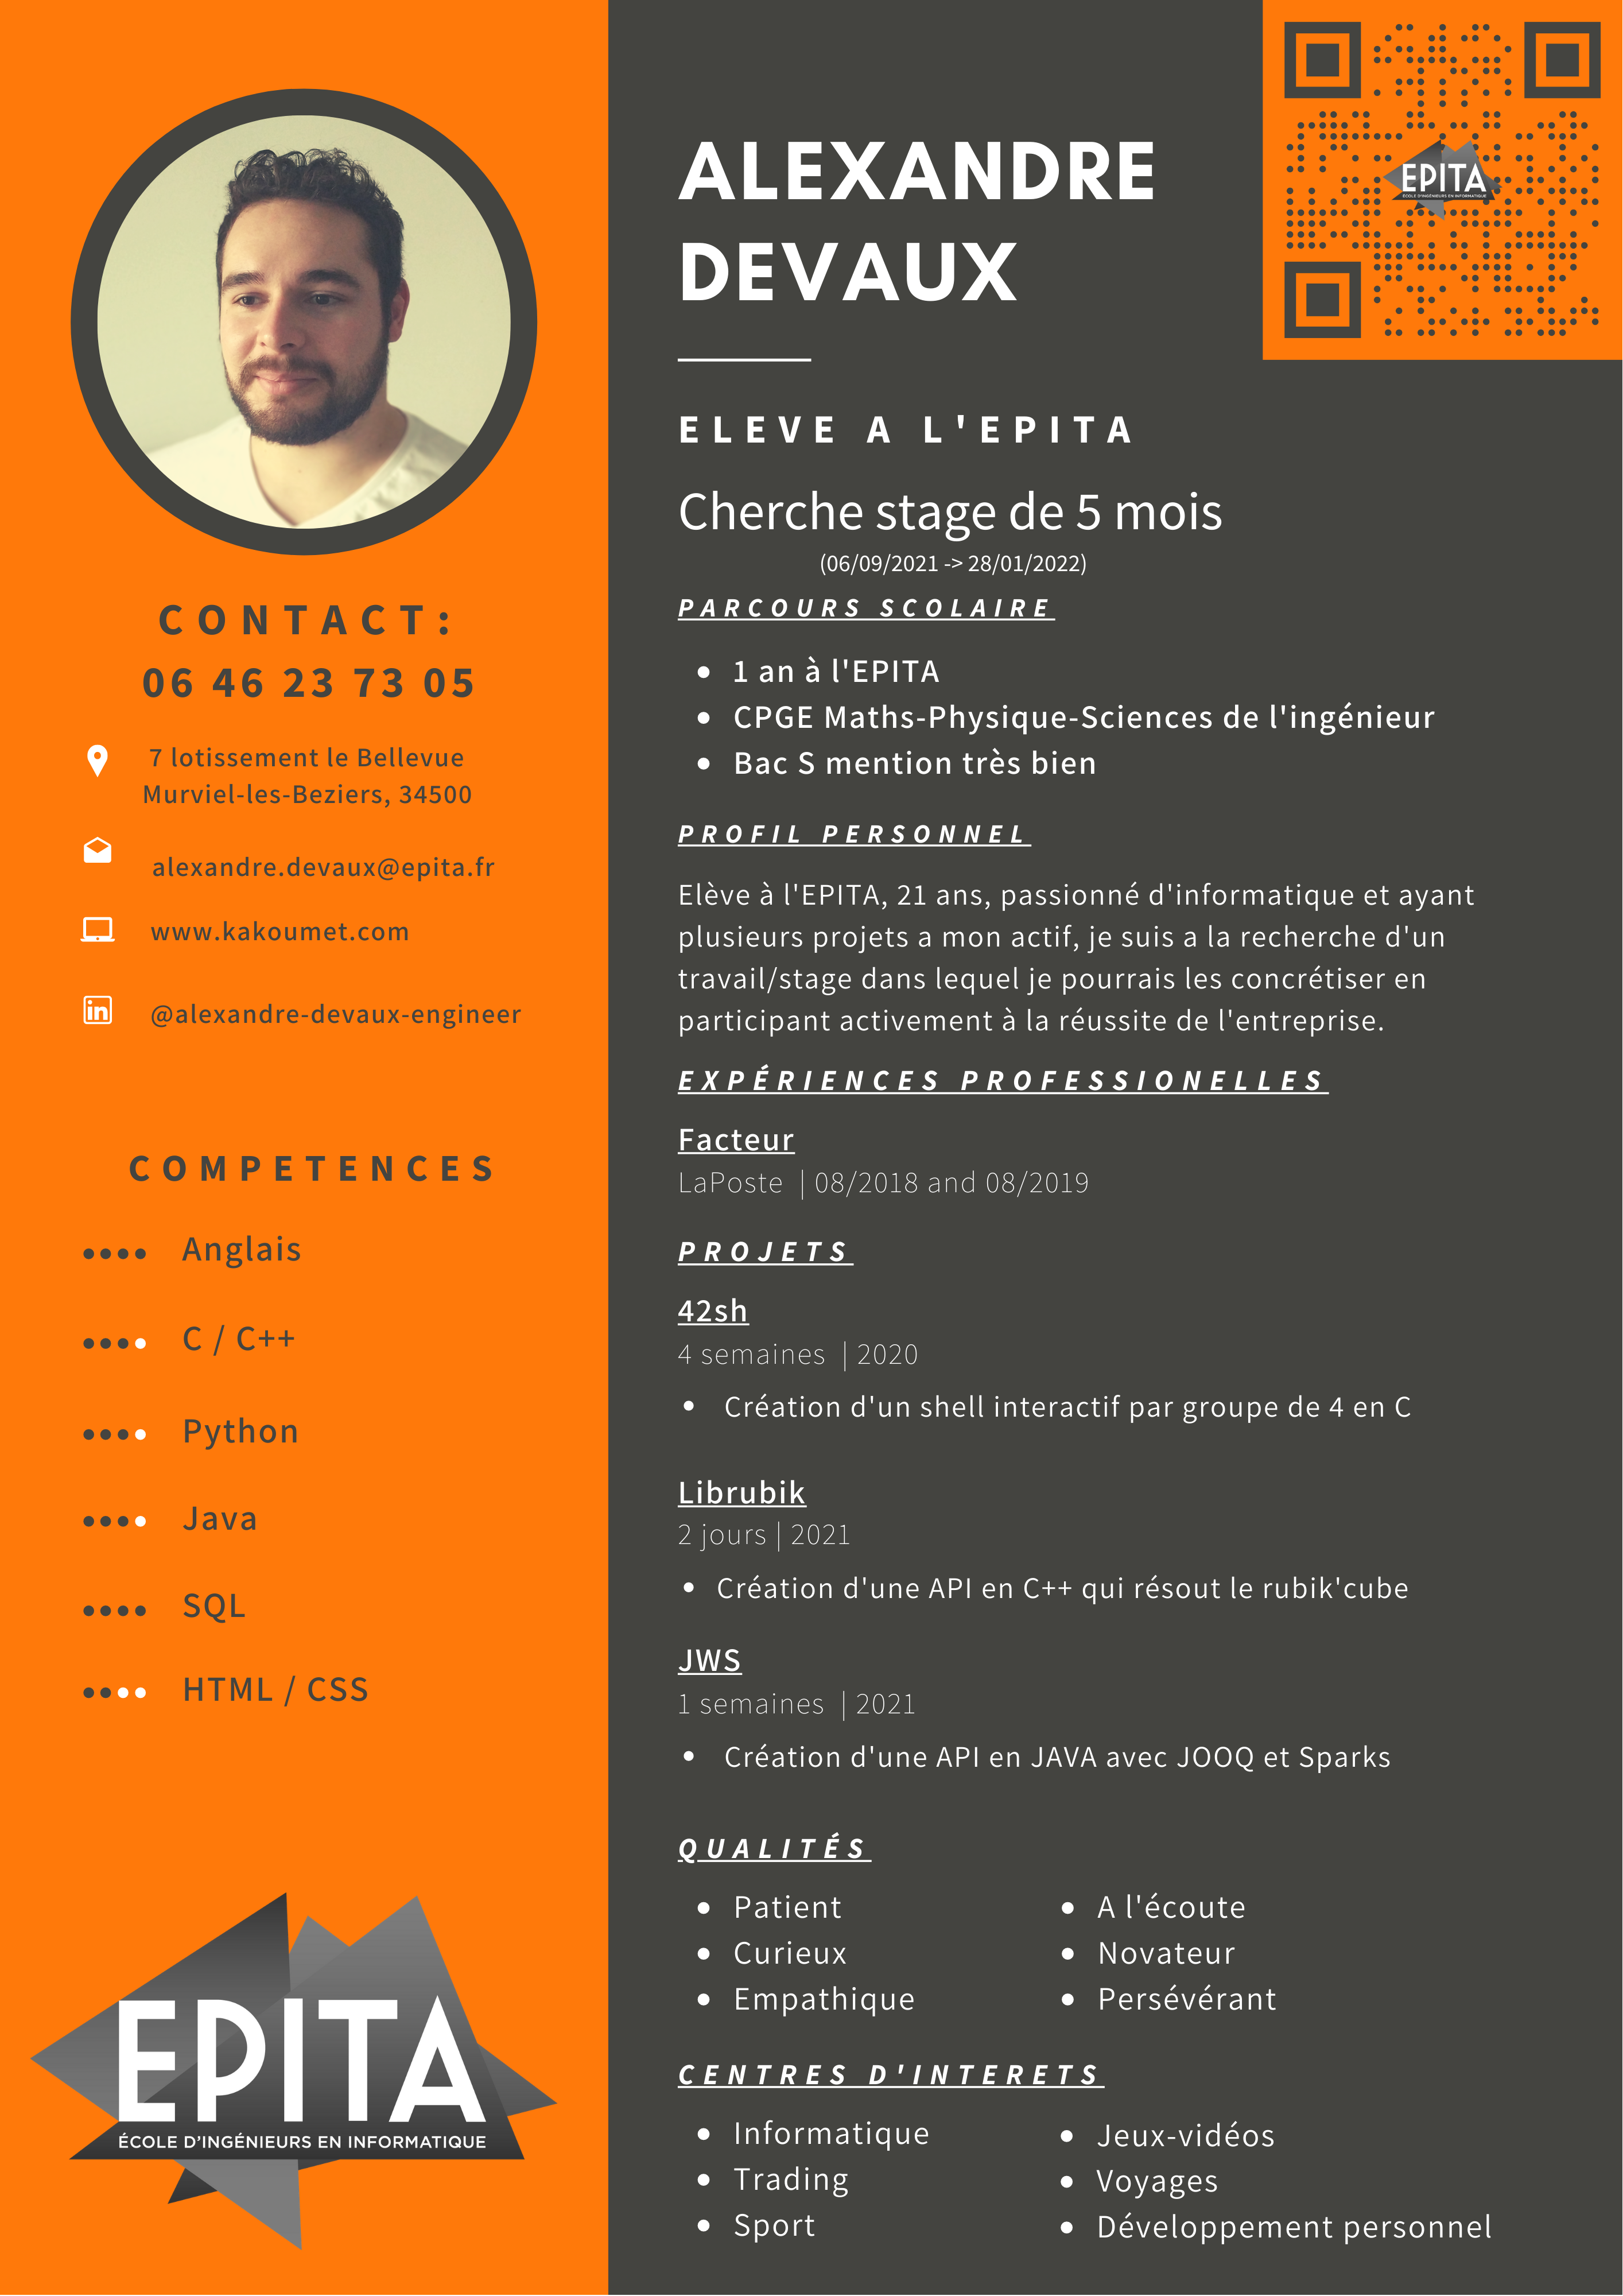 ALEXANDRE
DEVAUX
EPITA
ÉCOLE D'INGÉNIEURS EN INFORMATIQUE
ELEVE A L'EPITA
Cherche stage de 5 mois
(06/09/2021 -> 28/01/2022)
PARCOURS SCOLAIRE
1 an à l'EPITA
CPGE Maths-Physique-Sciences de l'ingénieur
Bac S mention très bien
PROFIL PERSONNEL
Elève à l'EPITA, 21 ans, passionné d'informatique et ayant
plusieurs projets a mon actif, je suis a la recherche d'un
travail/stage dans lequel je pourrais les concrétiser en
participant activement à la réussite de l'entreprise.
EXPÉRIENCES PROFESSIONELLES
Facteur
LaPoste | 08/2018 and 08/2019
PROJETS
42sh
4 semaines | 2020
Création d'un shell interactif par groupe de 4 en C
Librubik
2 jours | 2021
Création d'une API en C++ qui résout le rubik'cube
JWS
1 semaines | 2021
Création d'une API en JAVA avec JOOQ et Sparks
QUALITÉS
Patient
Curieux
Empathique
A l'écoute
Novateur
Persévérant
CENTRES D'INTERETS
Informatique
Trading
Sport
Jeux-vidéos
Voyages
Développement personnel
CONTACT:
06 46 23 73 05
7 lotissement le Bellevue
Murviel-les-Beziers, 34500
alexandre.devaux@epita.fr
www.kakoumet.com
in
@alexandre-devaux-engineer
COMPETENCES
Anglais
C / C++
Python
Java
SQL
HTML / CSS
EPITA
ÉCOLE D'INGÉNIEURS EN INFORMATIQUE